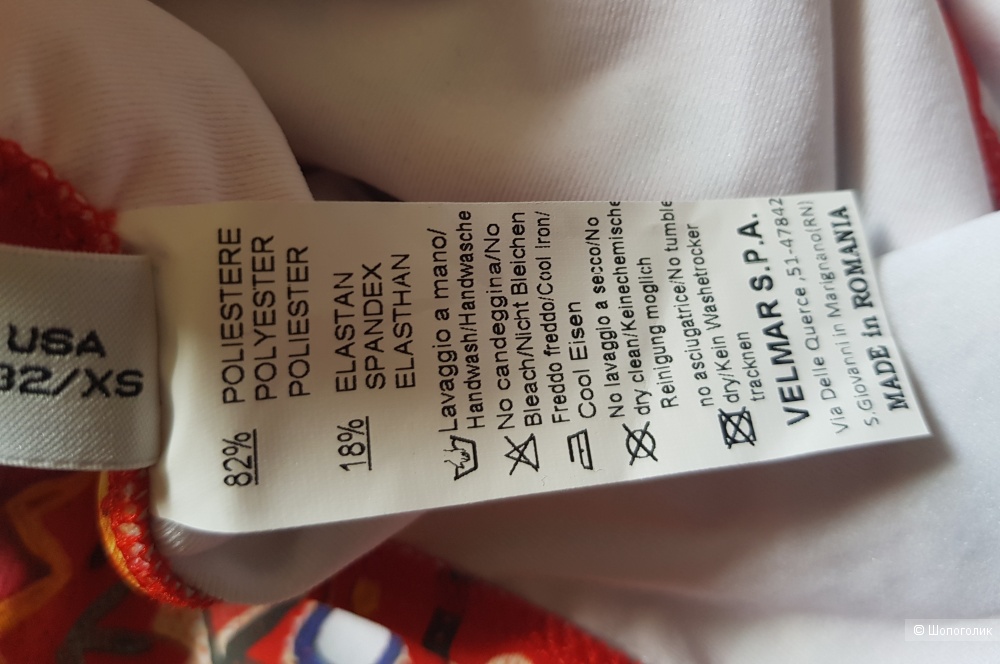 USA
32/XS
82% POLIESTERE
POLYESTER
POLIESTER
18% ELASTAN
SPANDEX
ELASTHAN
Lavaggio a mano/
Handwash/Handwasche
No candeggina/No
Bleach/Nicht Bleichen
Freddo freddo/Cool Iron/
Cool Eisen
No lavaggio a secco/No
dry clean/Keinechemische
Reinigung moglich
no asciugatrice/No tumble
dry/Kein Washetrocker
tracknen
VELMAR S.P.A.
Via Delle Querce ,51-47842
S.Giovanni in Marignano(RN)
MADE in ROMANIA
© Шопоголик